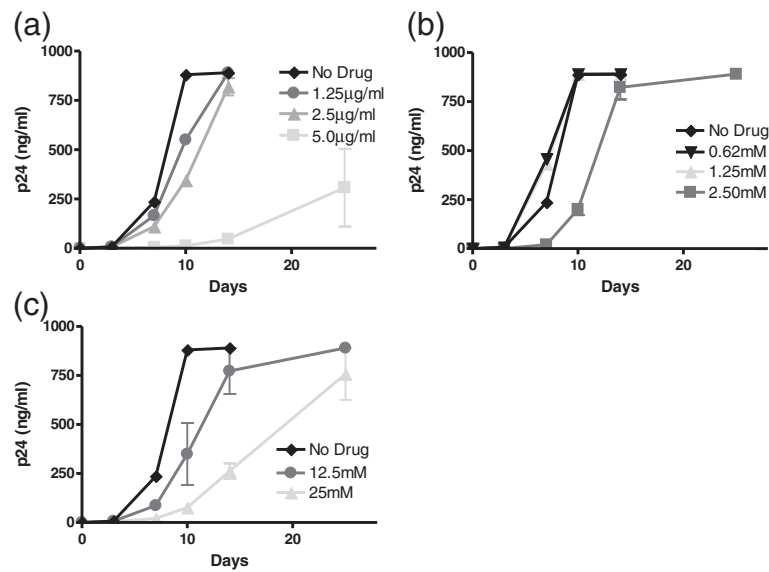 (a)
1000
750
500
250
0
p24 (ng/ml)
0 10 20
Days
No Drug
1.25µg/ml
2.5µg/ml
5.0µg/ml
(b)
1000
750
500
250
0
p24 (ng/ml)
0 10 20
Days
No Drug
0.62mM
1.25mM
2.50mM
(c)
1000
750
500
250
0
p24 (ng/ml)
0 10 20
Days
No Drug
12.5mM
25mM